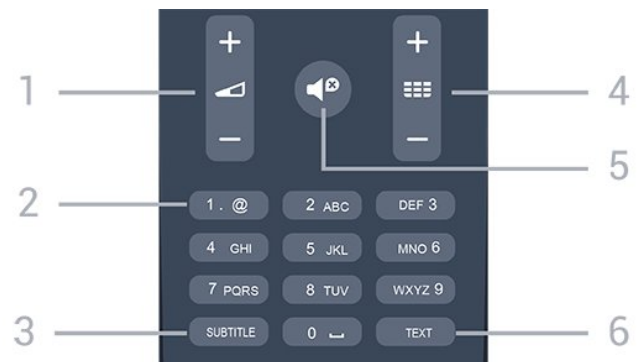 + +
1 4
− −
5
2 1 . @ 2 ABC DEF 3
4 GHI 5 JKL MNO 6
7 PQRS 8 TUV WXYZ 9
3 SUBTITLE 0 ⎵ TEXT 6